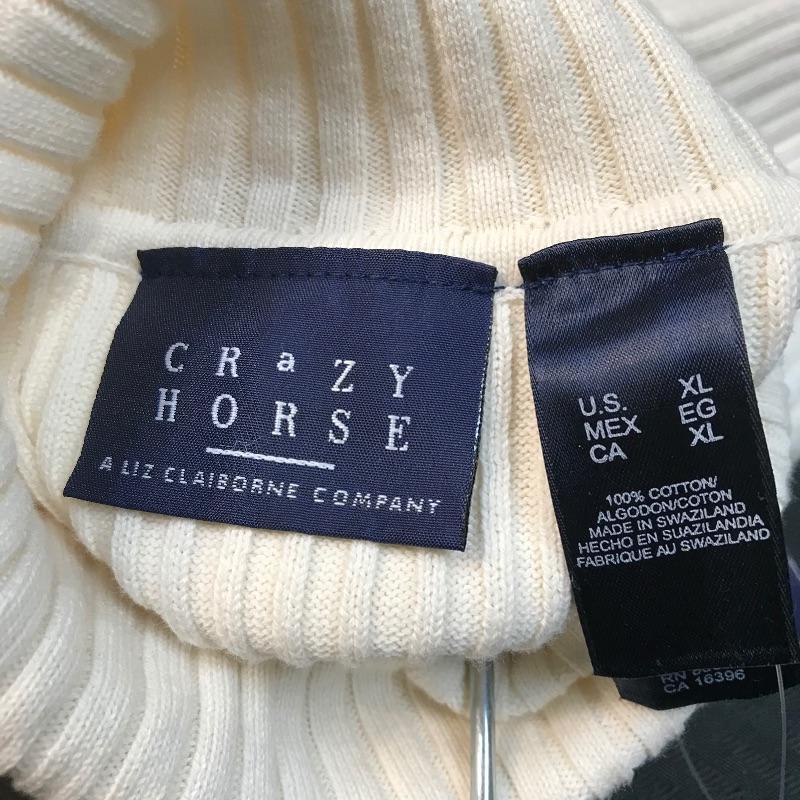 CRaZY
HORSE
A LIZ CLAIBORNE COMPANY
U.S. XL
MEX EG
CA XL
100% COTTON/
ALGODON/COTON
MADE IN SWAZILAND
HECHO EN SUAZILANDIA
FABRIQUE AU SWAZILAND
RN
CA 16396